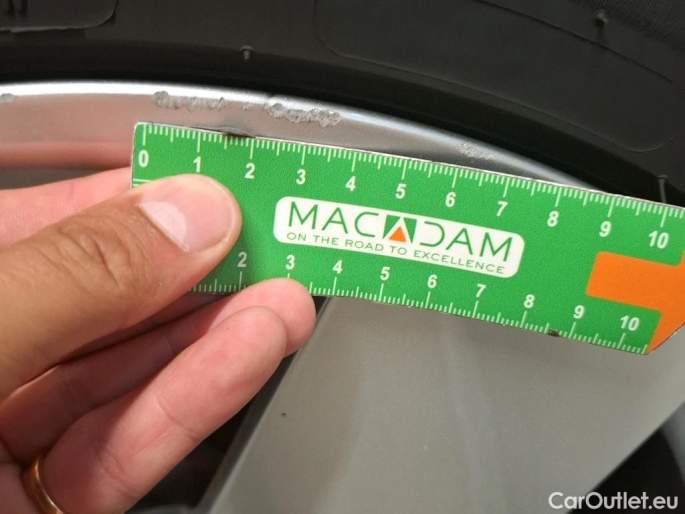 0 1 2 3 4 5 6 7 8 9 10
MACADAM
ON THE ROAD TO EXCELLENCE
2 3 4 5 6 7 8 9 10
CarOutlet.eu